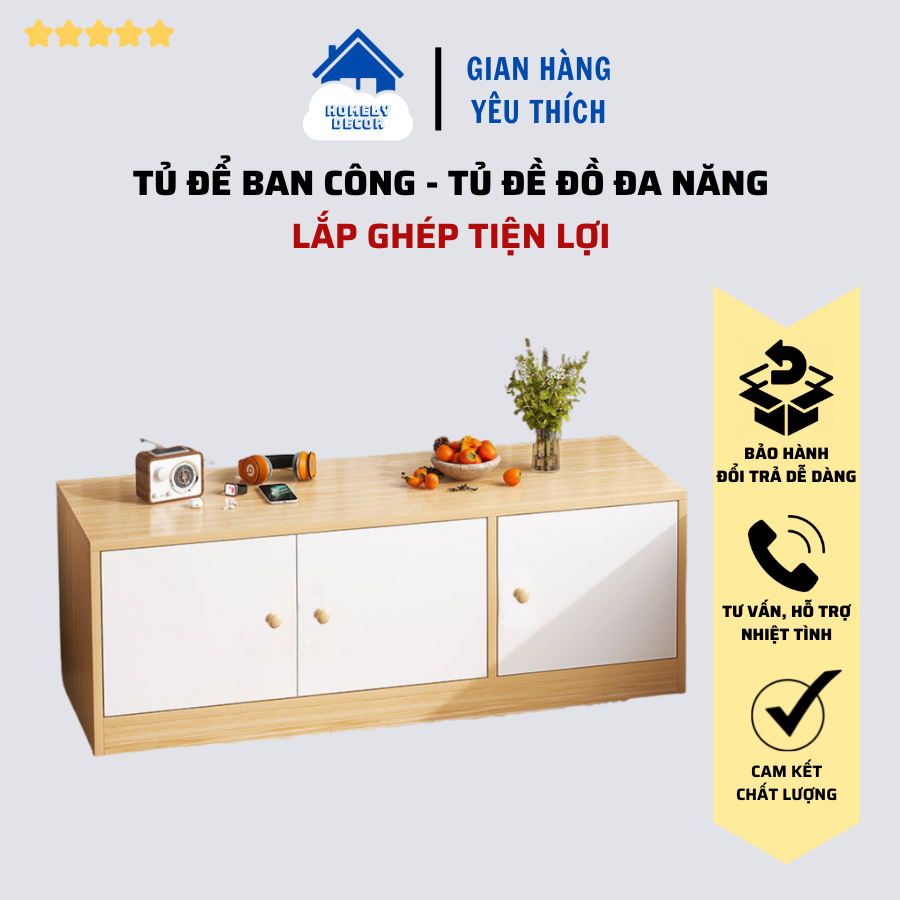 HOMELY
DECOR
GIAN HÀNG
YÊU THÍCH
TỦ ĐỂ BAN CÔNG - TỦ ĐỀ ĐỒ ĐA NĂNG
LẮP GHÉP TIỆN LỢI
BẢO HÀNH
ĐỔI TRẢ DỄ DÀNG
TƯ VẤN, HỖ TRỢ
NHIỆT TÌNH
CAM KẾT
CHẤT LƯỢNG